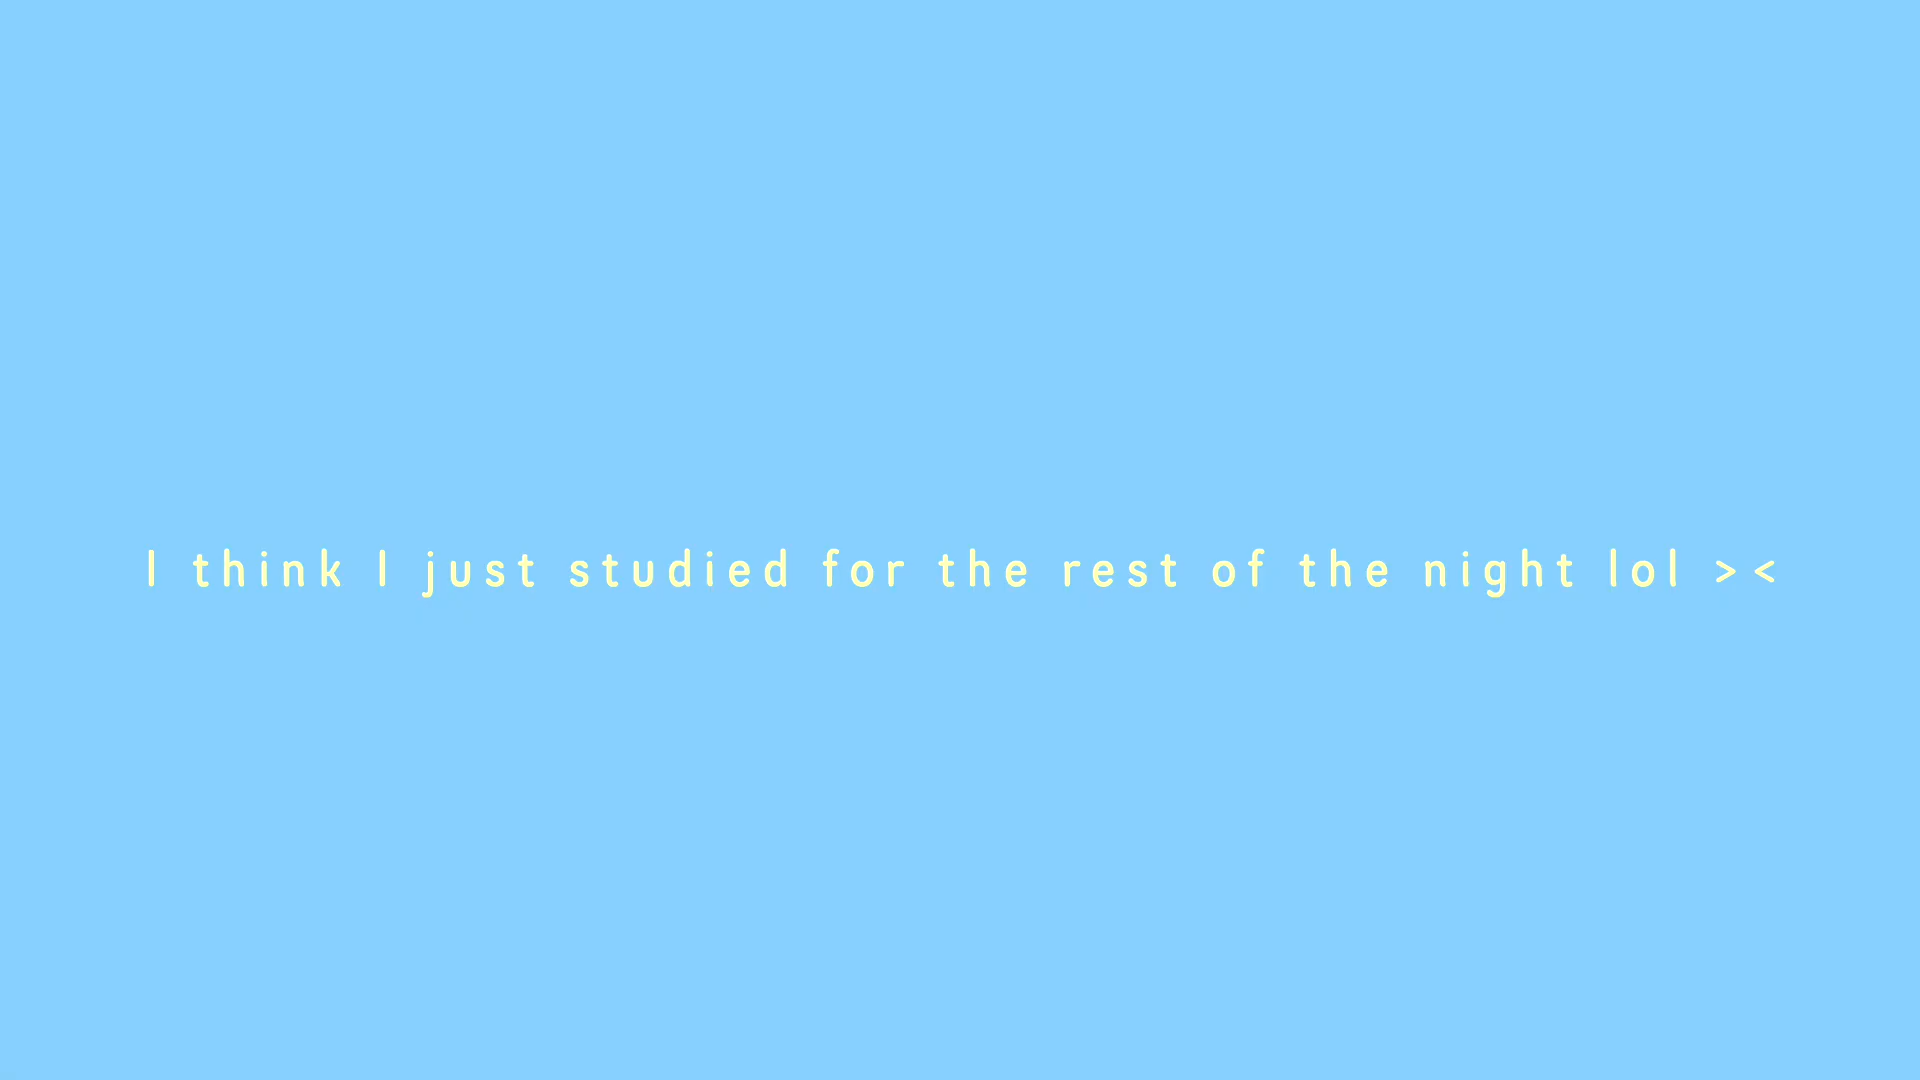 I think I just studied for the rest of the night lol ><